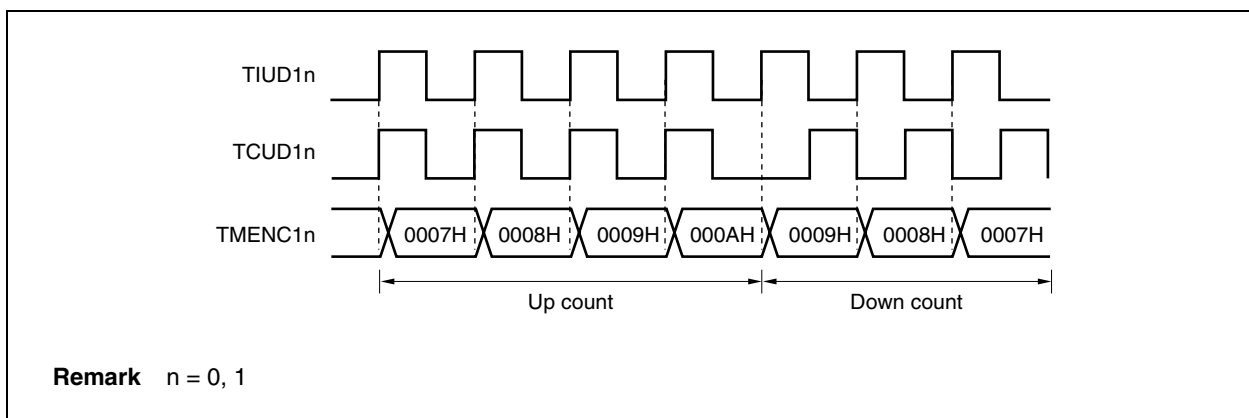 TIUD1n
TCUD1n
TMENC1n 0007H 0008H 0009H 000AH 0009H 0008H 0007H
Up count Down count
Remark n = 0, 1